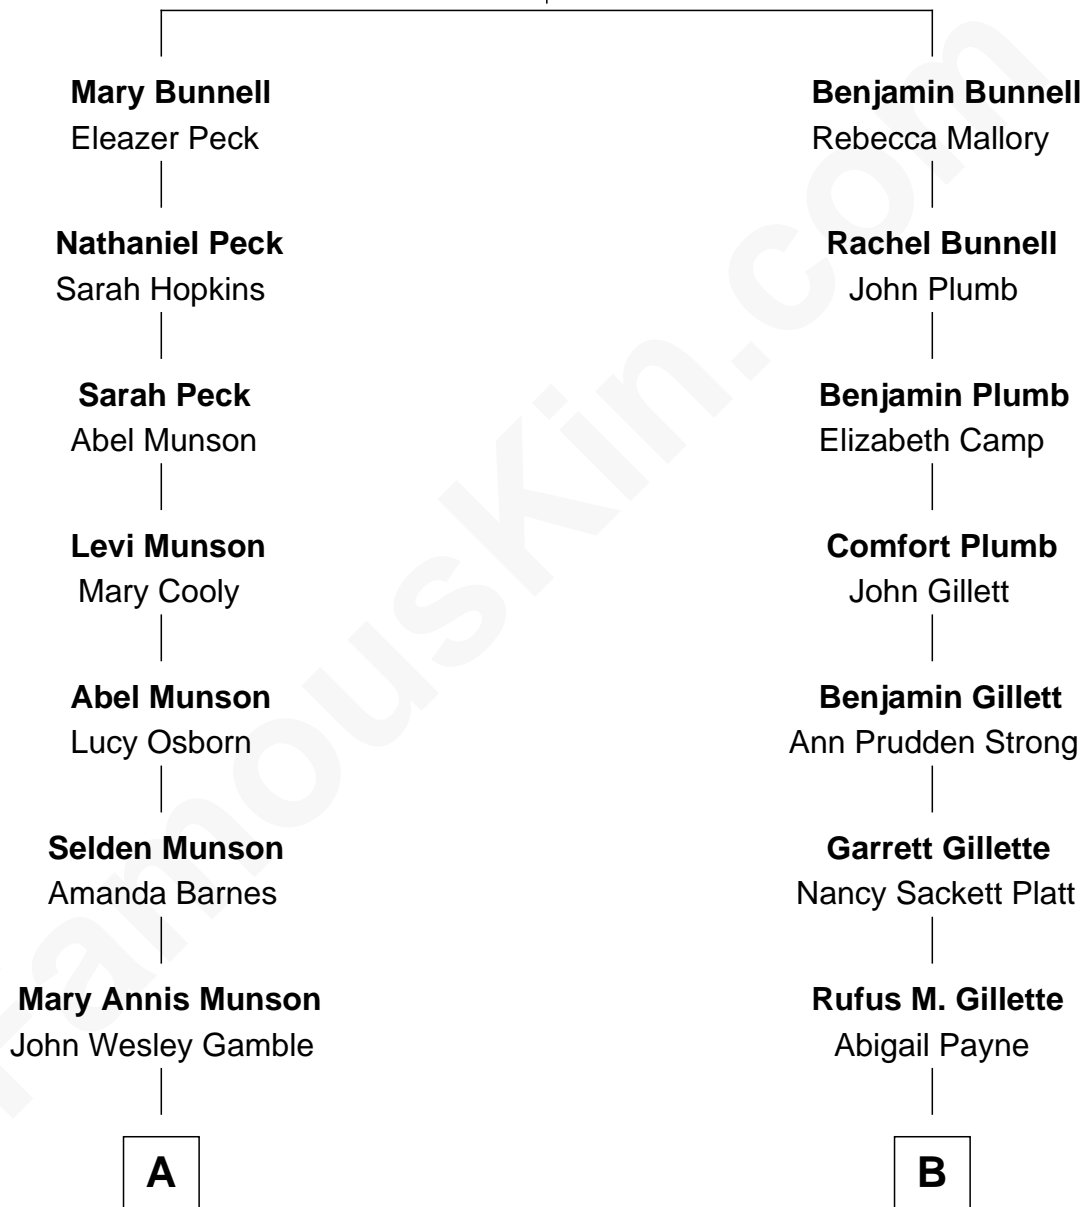 Mary Bunnell
Eleazer Peck
Nathaniel Peck
Sarah Hopkins
Sarah Peck
Abel Munson
Levi Munson
Mary Cooly
Abel Munson
Lucy Osborn
Selden Munson
Amanda Barnes
Mary Annis Munson
John Wesley Gamble
A
Benjamin Bunnell
Rebecca Mallory
Rachel Bunnell
John Plumb
Benjamin Plumb
Elizabeth Camp
Comfort Plumb
John Gillett
Benjamin Gillett
Ann Prudden Strong
Garrett Gillette
Nancy Sackett Platt
Rufus M. Gillette
Abigail Payne
B
FamousKin.com